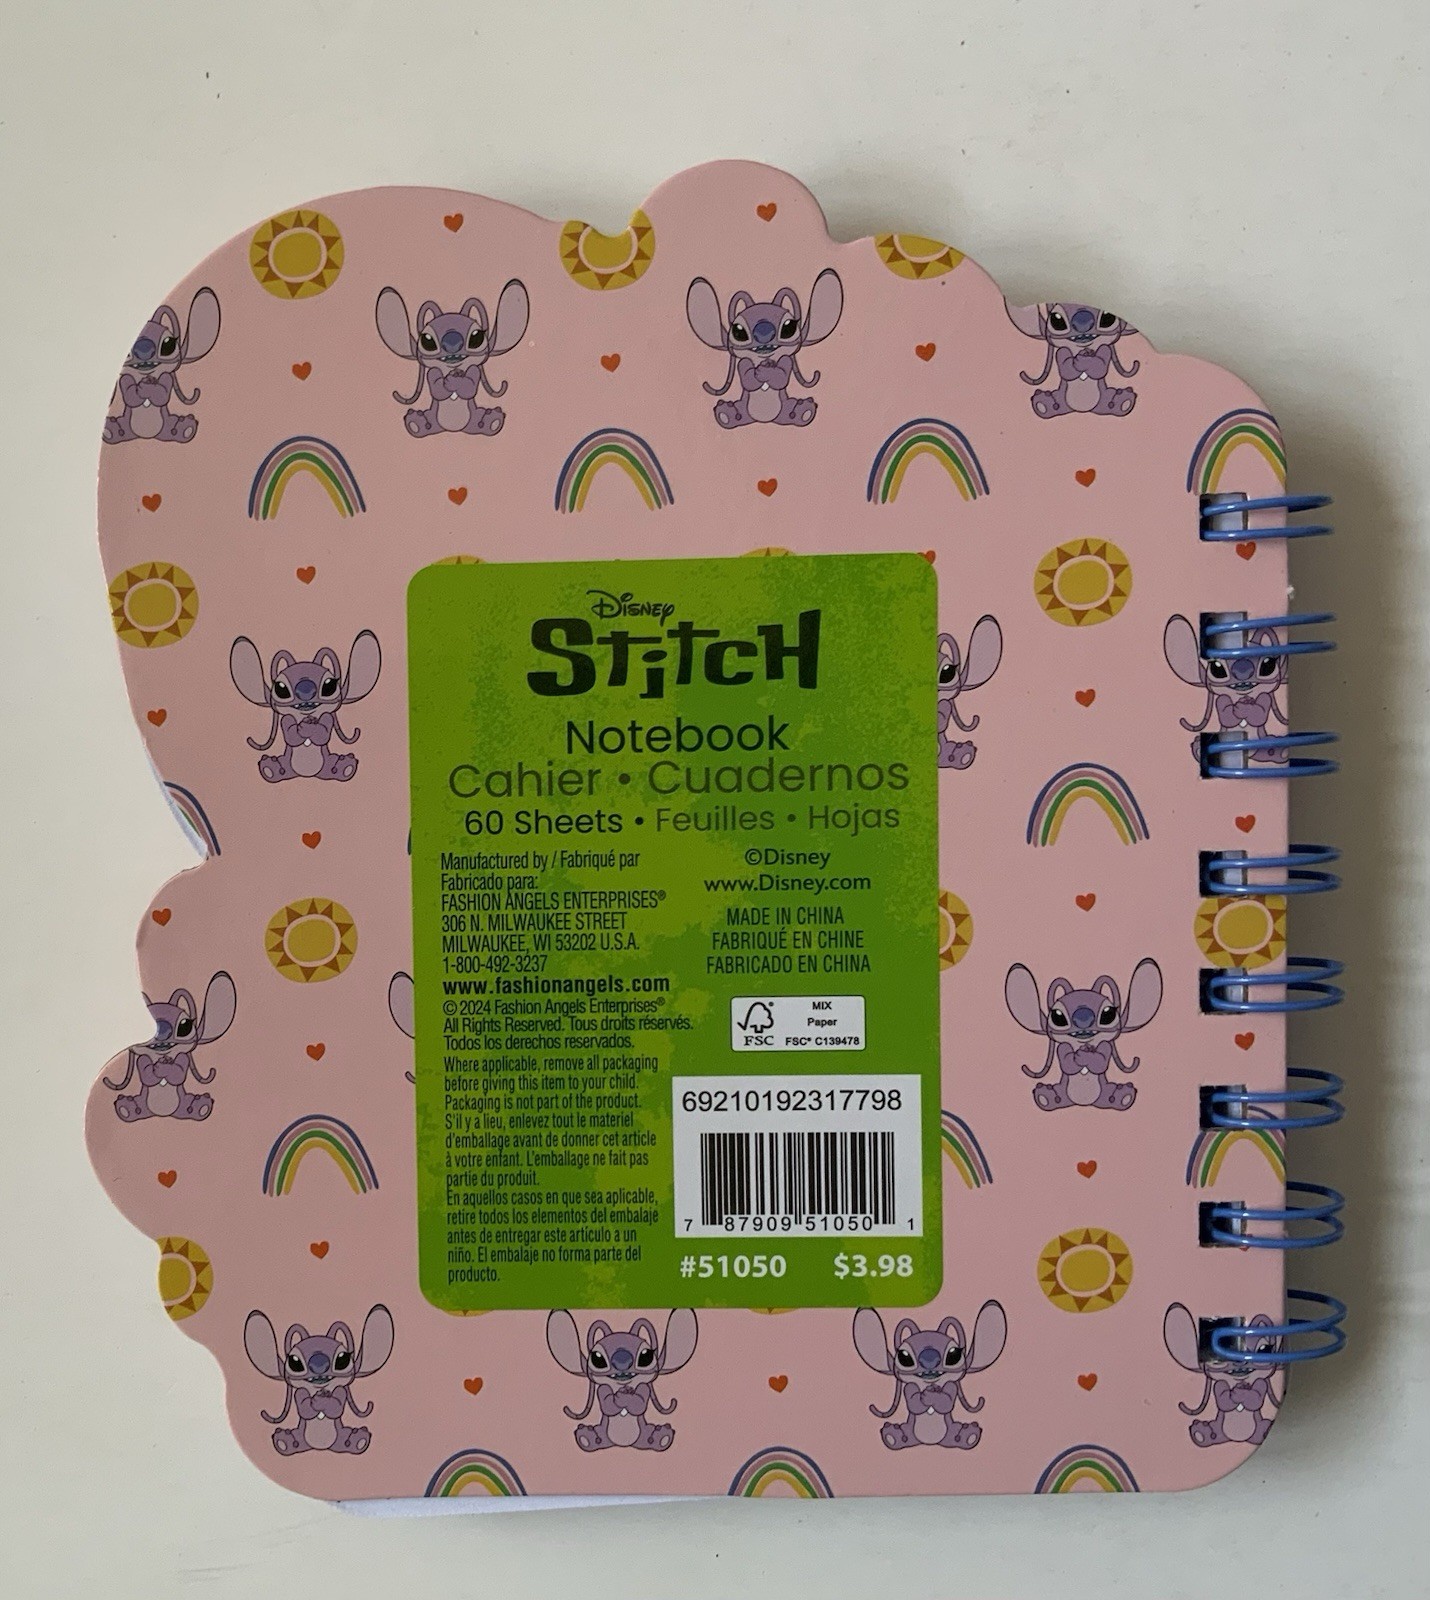 Disney
Stitch
Notebook
Cahier • Cuadernos
60 Sheets • Feuilles • Hojas
Manufactured by / Fabriqué par
Fabricado para:
FASHION ANGELS ENTERPRISES®
306 N. MILWAUKEE STREET
MILWAUKEE, WI 53202 U.S.A.
1-800-492-3237
www.fashionangels.com
© 2024 Fashion Angels Enterprises®
All Rights Reserved. Tous droits réservés.
Todos los derechos reservados.
Where applicable, remove all packaging
before giving this item to your child.
Packaging is not part of the product.
S'il y a lieu, enlevez tout le materiel
d'emballage avant de donner cet article
à votre enfant. L'emballage ne fait pas
partie du produit.
En aquellos casos en que sea aplicable,
retire todos los elementos del embalaje
antes de entregar este artículo a un
niño. El embalaje no forma parte del
producto.
©Disney
www.Disney.com
MADE IN CHINA
FABRIQUÉ EN CHINE
FABRICADO EN CHINA
FSC
MIX
Paper
FSC® C139478
69210192317798
7 87909 51050 1
#51050 $3.98